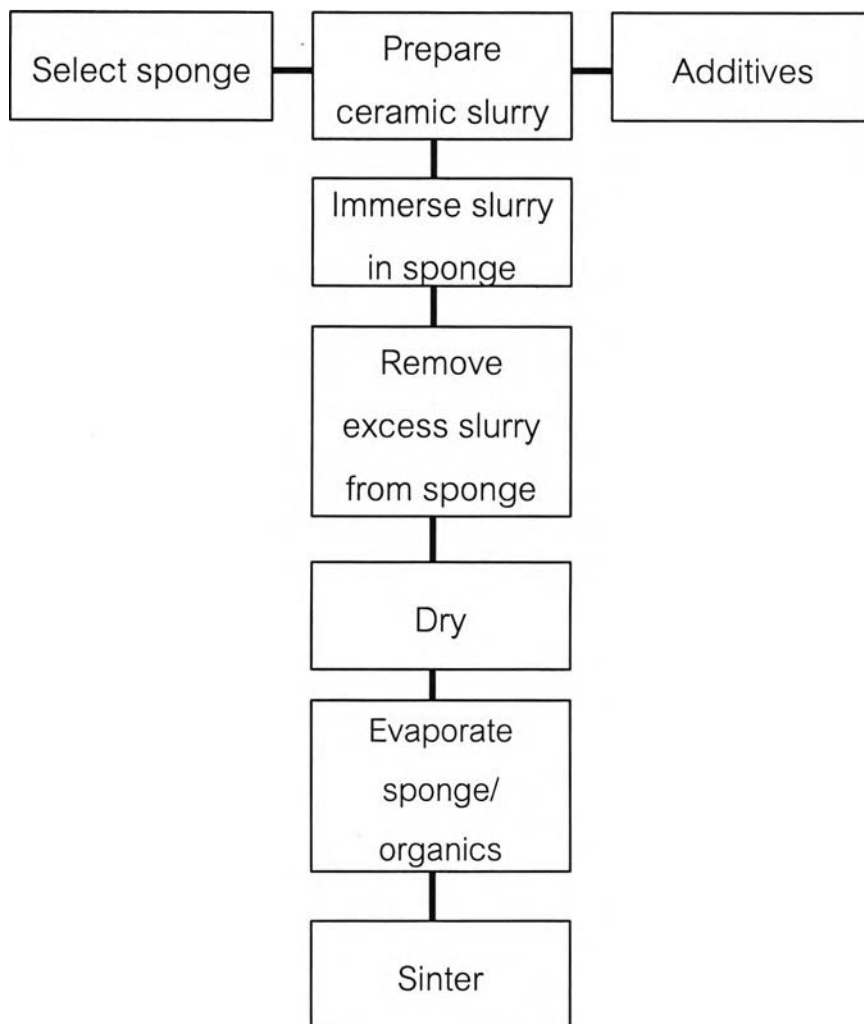 Select sponge
Prepare
ceramic slurry
Additives
Immerse slurry
in sponge
Remove
excess slurry
from sponge
Dry
Evaporate
sponge/
organics
Sinter